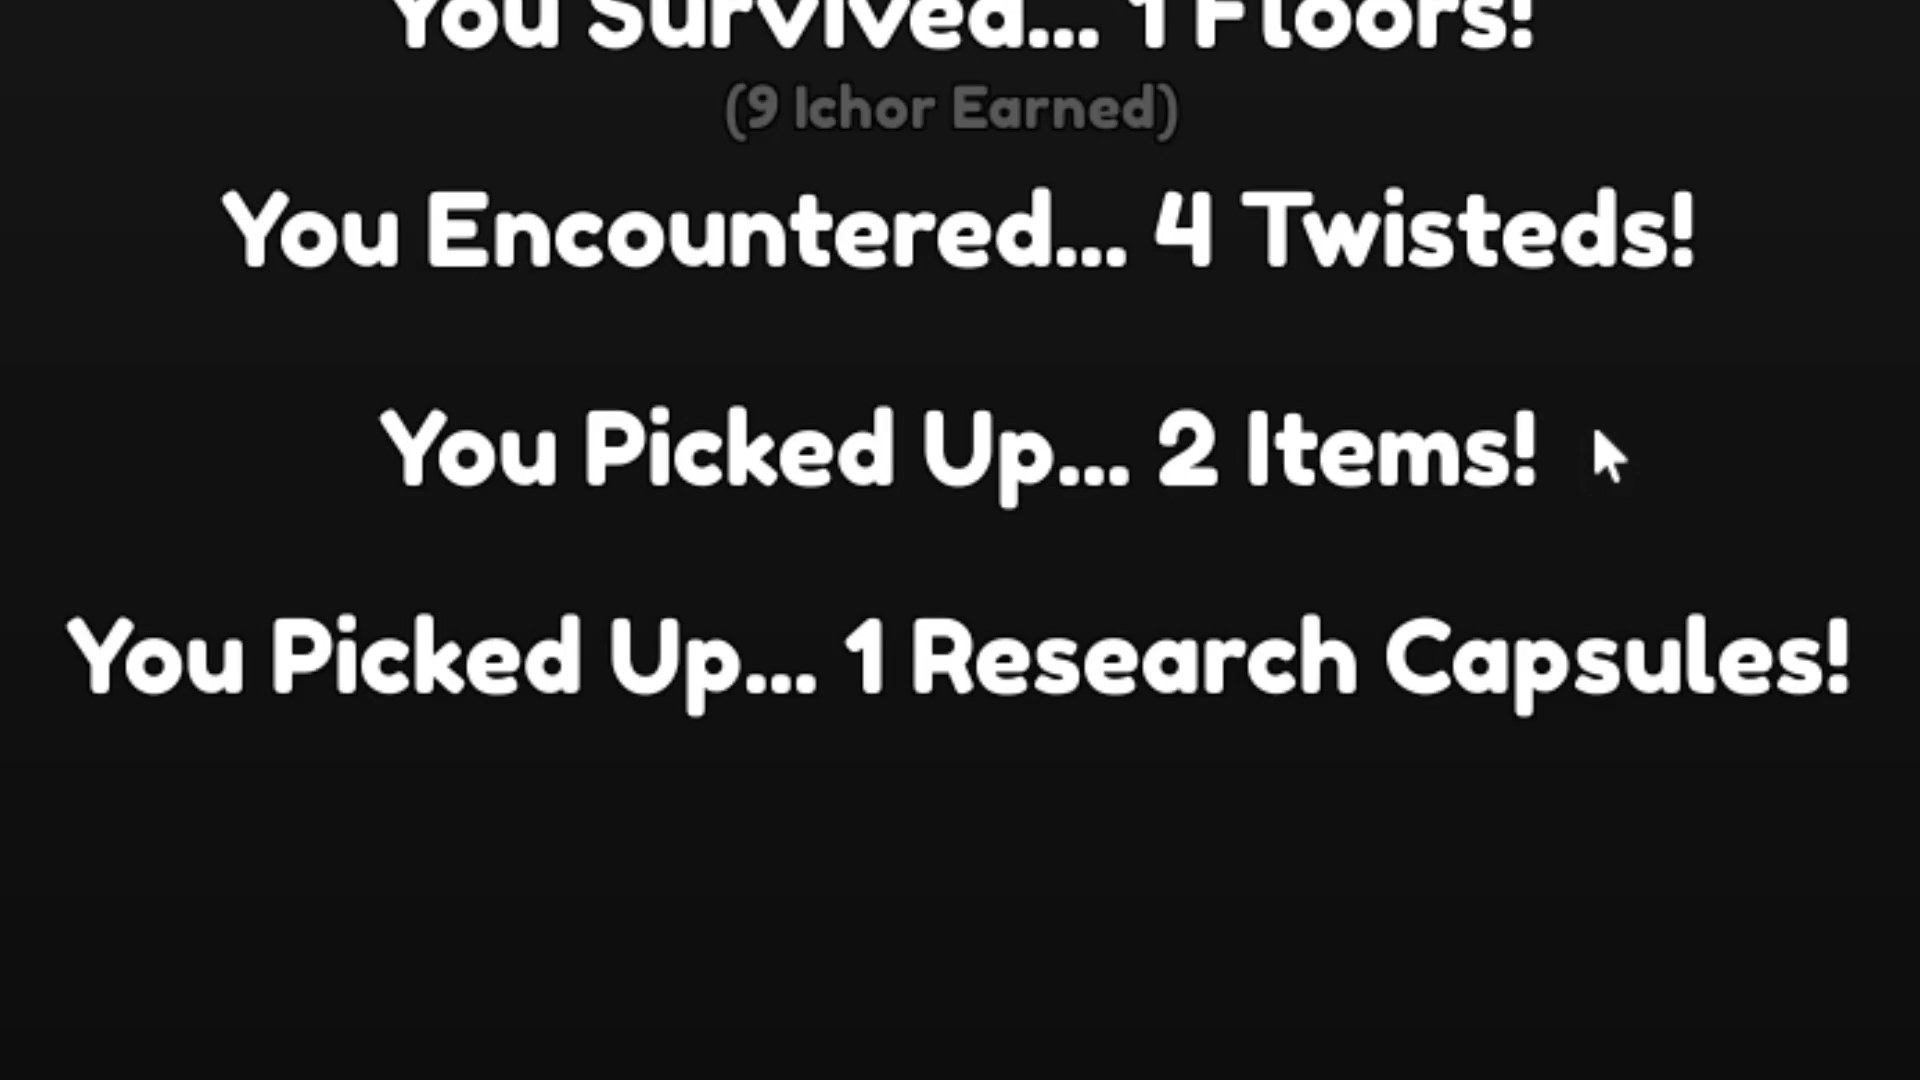 You Survived... 1 Floors!
(9 Ichor Earned)
You Encountered... 4 Twisteds!
You Picked Up... 2 Items!
You Picked Up... 1 Research Capsules!